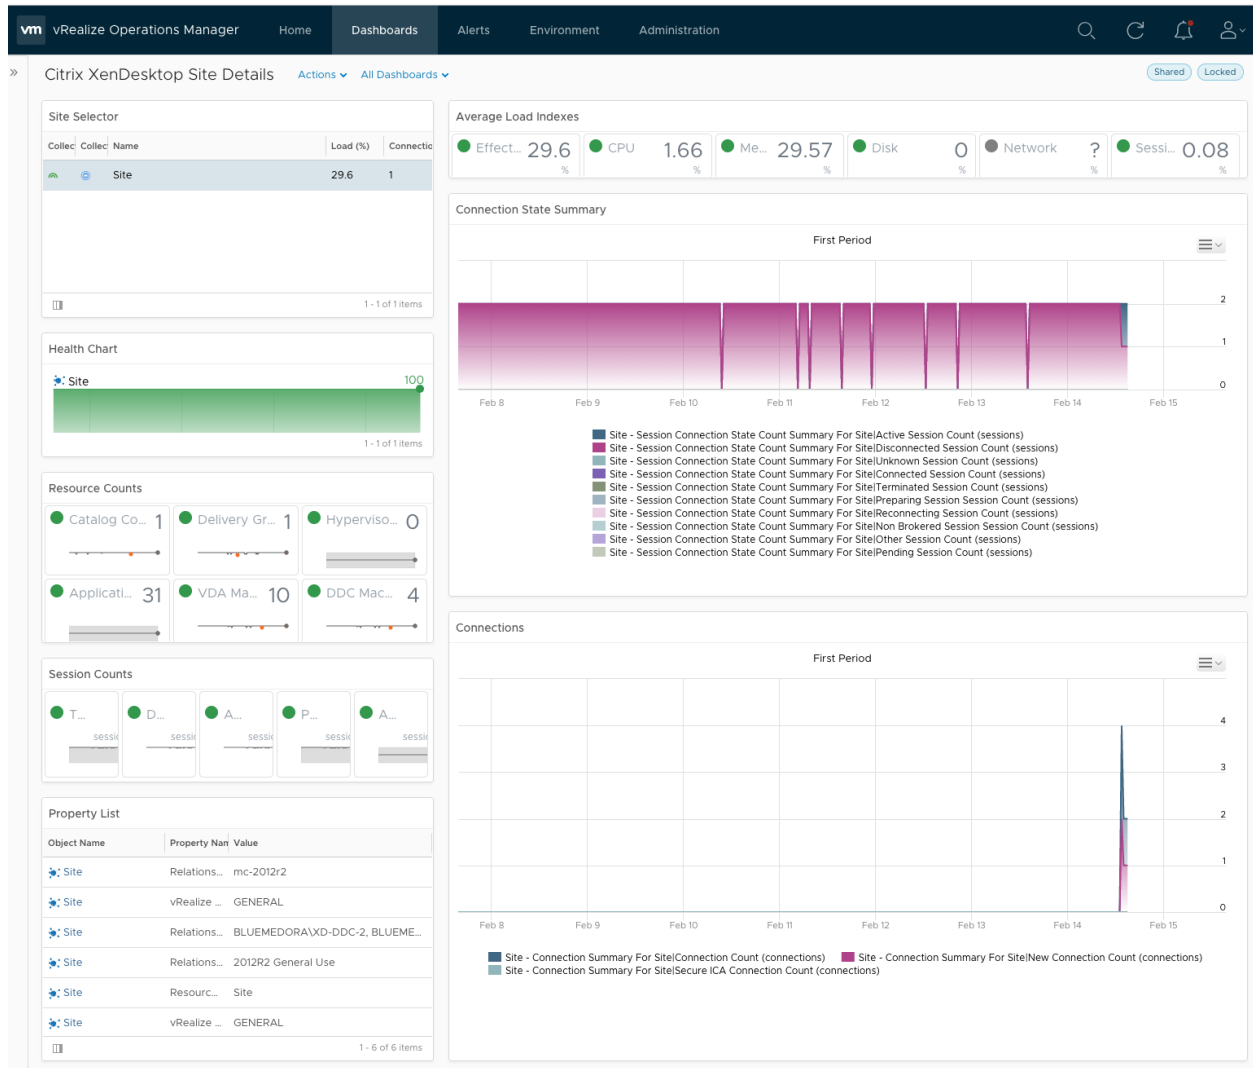 vm vRealize Operations Manager Home Dashboards Alerts Environment Administration
Citrix XenDesktop Site Details Actions All Dashboards Shared Locked
Site Selector
Collec Collec Name Load (%) Connectio
Site 29.6 1
1 - 1 of 1 items
Health Chart
Site 100
1 - 1 of 1 items
Resource Counts
Catalog Co... 1 Delivery Gr... 1 Hyperviso... 0
Applicati... 31 VDA Ma... 10 DDC Mac... 4
Session Counts
T... D... A... P... A...
sessio sessio sessio sessio
Property List
Object Name Property Nam Value
Site Relations... mc-2012r2
Site vRealize ... GENERAL
Site Relations... BLUEMEDORA\XD-DDC-2, BLUEME...
Site Relations... 2012R2 General Use
Site Resourc... Site
Site vRealize ... GENERAL
1 - 6 of 6 items
Average Load Indexes
Effect... 29.6 CPU 1.66 Me... 29.57 Disk 0 Network ? Sessi... 0.08
% % % % % %
Connection State Summary
First Period
2
1
0
Feb 8 Feb 9 Feb 10 Feb 11 Feb 12 Feb 13 Feb 14 Feb 15
Site - Session Connection State Count Summary For Site|Active Session Count (sessions)
Site - Session Connection State Count Summary For Site|Disconnected Session Count (sessions)
Site - Session Connection State Count Summary For Site|Unknown Session Count (sessions)
Site - Session Connection State Count Summary For Site|Connected Session Count (sessions)
Site - Session Connection State Count Summary For Site|Terminated Session Count (sessions)
Site - Session Connection State Count Summary For Site|Preparing Session Session Count (sessions)
Site - Session Connection State Count Summary For Site|Reconnecting Session Count (sessions)
Site - Session Connection State Count Summary For Site|Non Brokered Session Session Count (sessions)
Site - Session Connection State Count Summary For Site|Other Session Count (sessions)
Site - Session Connection State Count Summary For Site|Pending Session Count (sessions)
Connections
First Period
4
3
2
1
0
Feb 8 Feb 9 Feb 10 Feb 11 Feb 12 Feb 13 Feb 14 Feb 15
Site - Connection Summary For Site|Connection Count (connections) Site - Connection Summary For Site|New Connection Count (connections)
Site - Connection Summary For Site|Secure ICA Connection Count (connections)